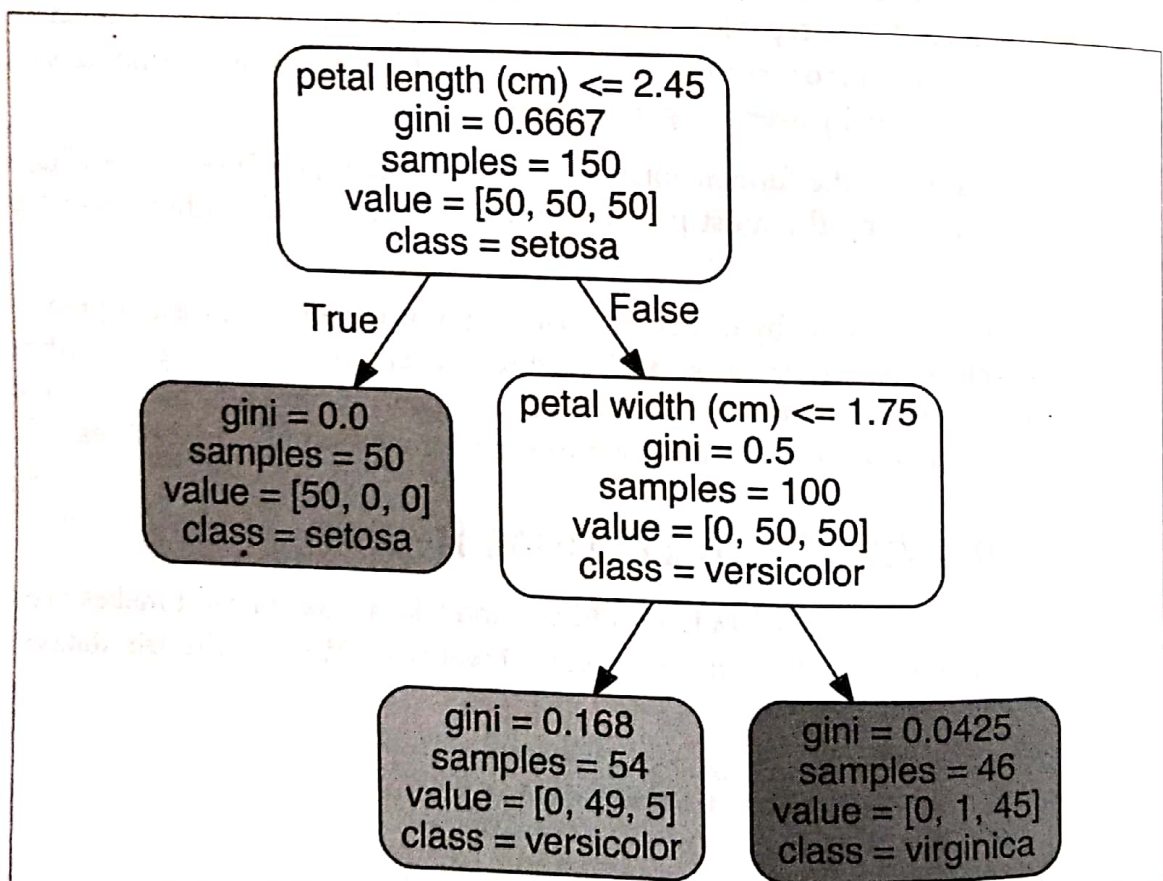 petal length (cm) <= 2.45
gini = 0.6667
samples = 150
value = [50, 50, 50]
class = setosa
True
False
gini = 0.0
samples = 50
value = [50, 0, 0]
class = setosa
petal width (cm) <= 1.75
gini = 0.5
samples = 100
value = [0, 50, 50]
class = versicolor
gini = 0.168
samples = 54
value = [0, 49, 5]
class = versicolor
gini = 0.0425
samples = 46
value = [0, 1, 45]
class = virginica